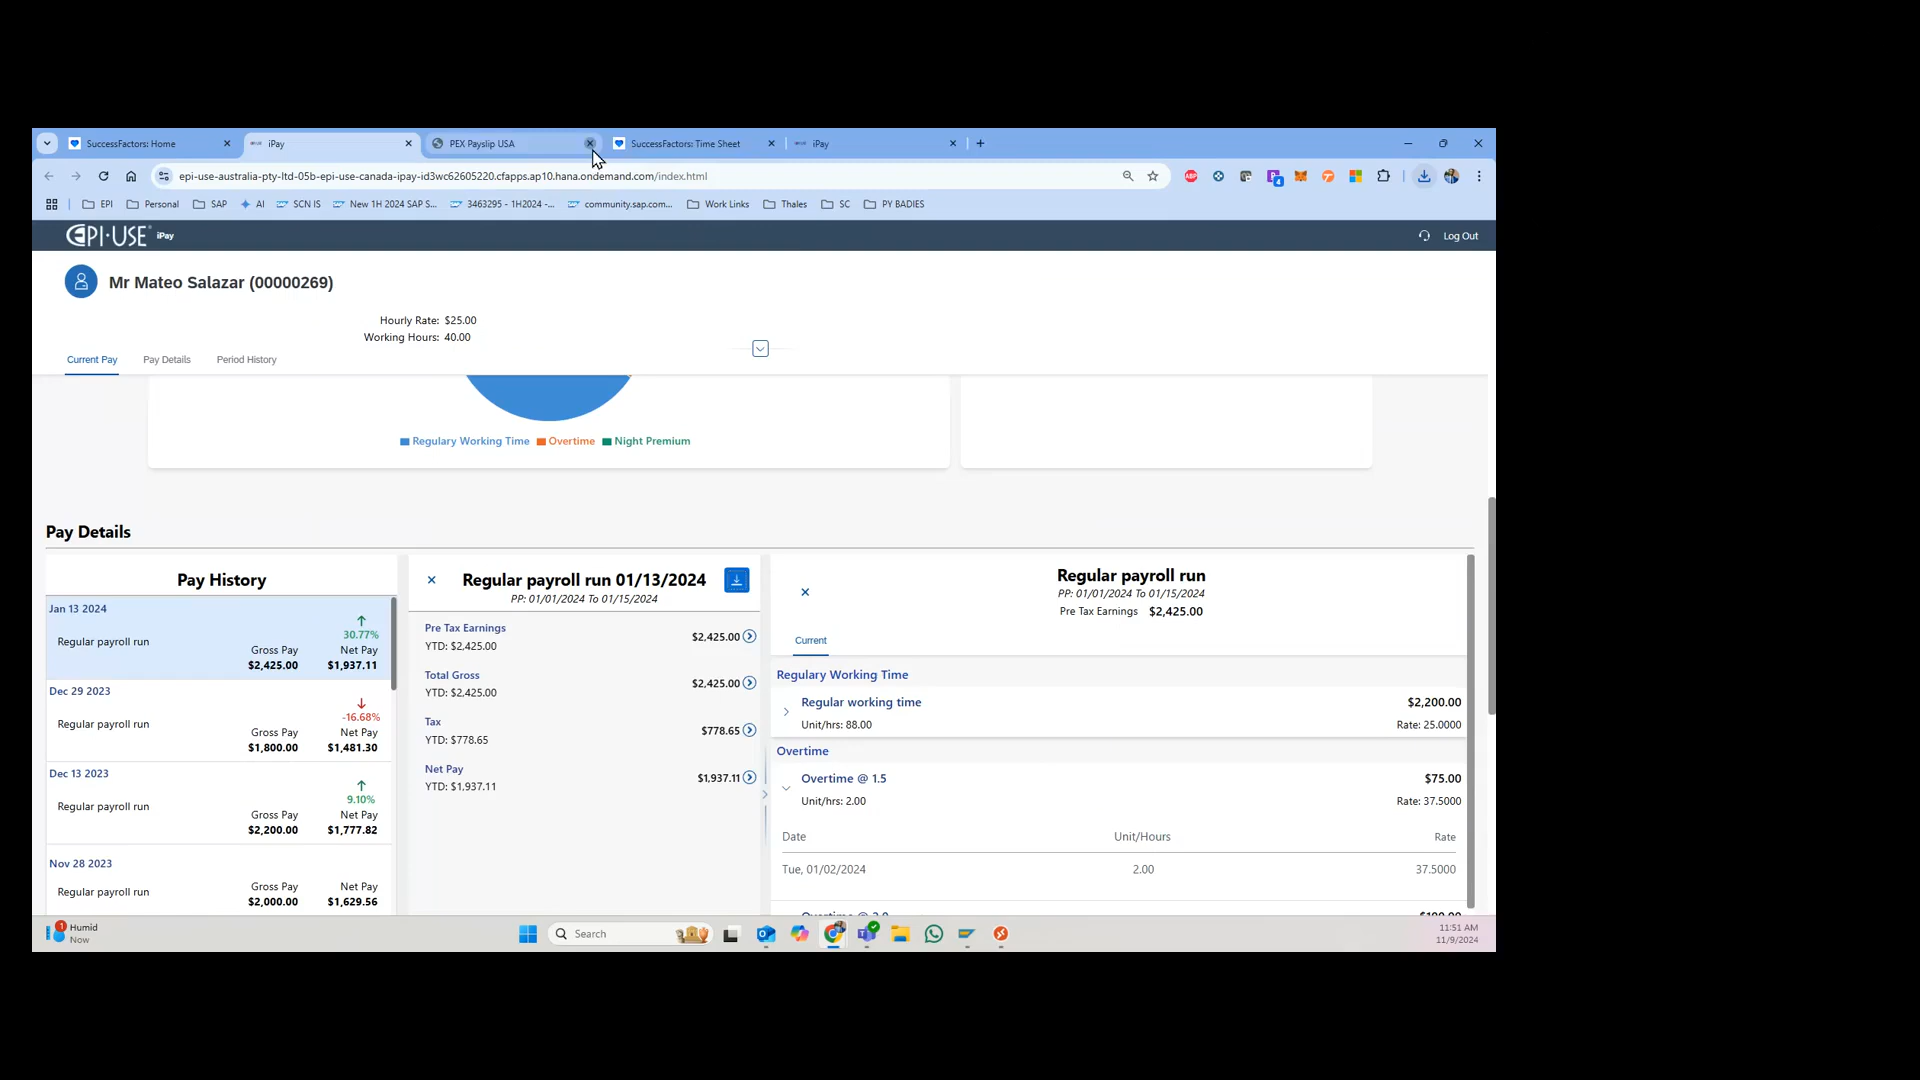 SuccessFactors: Home
iPay
PEX Payslip USA
SuccessFactors: Time Sheet
iPay
epi-use-australia-pty-ltd-05b-epi-use-canada-ipay-id3wc62605220.cfapps.ap10.hana.ondemand.com/index.html
ABP
4
EPI
Personal
SAP
AI
SCN IS
New 1H 2024 SAP S...
3463295 - 1H2024 -...
community.sap.com...
Work Links
Thales
SC
PY BADIES
EPI·USE iPay
Log Out
Mr Mateo Salazar (00000269)
Hourly Rate: $25.00
Working Hours: 40.00
Current Pay
Pay Details
Period History
Regulary Working Time
Overtime
Night Premium
Pay Details
Pay History
Jan 13 2024
30.77%
Regular payroll run
Gross Pay
Net Pay
$2,425.00
$1,937.11
Dec 29 2023
-16.68%
Regular payroll run
Gross Pay
Net Pay
$1,800.00
$1,481.30
Dec 13 2023
9.10%
Regular payroll run
Gross Pay
Net Pay
$2,200.00
$1,777.82
Nov 28 2023
Regular payroll run
Gross Pay
Net Pay
$2,000.00
$1,629.56
Regular payroll run 01/13/2024
PP: 01/01/2024 To 01/15/2024
Pre Tax Earnings
$2,425.00
YTD: $2,425.00
Total Gross
$2,425.00
YTD: $2,425.00
Tax
$778.65
YTD: $778.65
Net Pay
$1,937.11
YTD: $1,937.11
Regular payroll run
PP: 01/01/2024 To 01/15/2024
Pre Tax Earnings $2,425.00
Current
Regulary Working Time
Regular working time
$2,200.00
Unit/hrs: 88.00
Rate: 25.0000
Overtime
Overtime @ 1.5
$75.00
Unit/hrs: 2.00
Rate: 37.5000
Date
Unit/Hours
Rate
Tue, 01/02/2024
2.00
37.5000
Overtime @ 2.0
$100.00
1
Humid
Now
Search
11:51 AM
11/9/2024